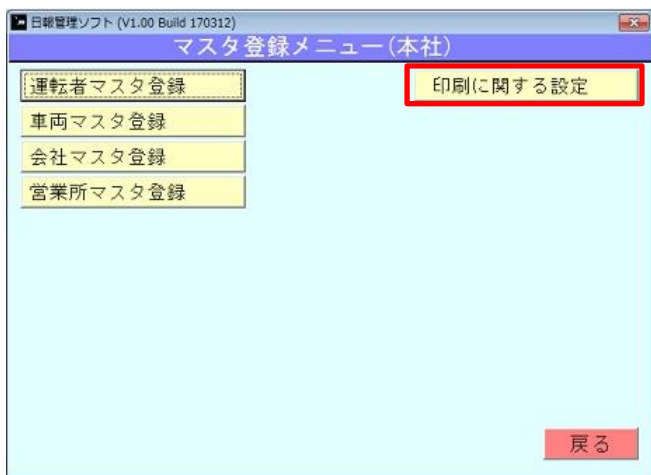 日報管理ソフト (V1.00 Build 170312)
マスタ登録メニュー(本社)
運転者マスタ登録
印刷に関する設定
車両マスタ登録
会社マスタ登録
営業所マスタ登録
戻る